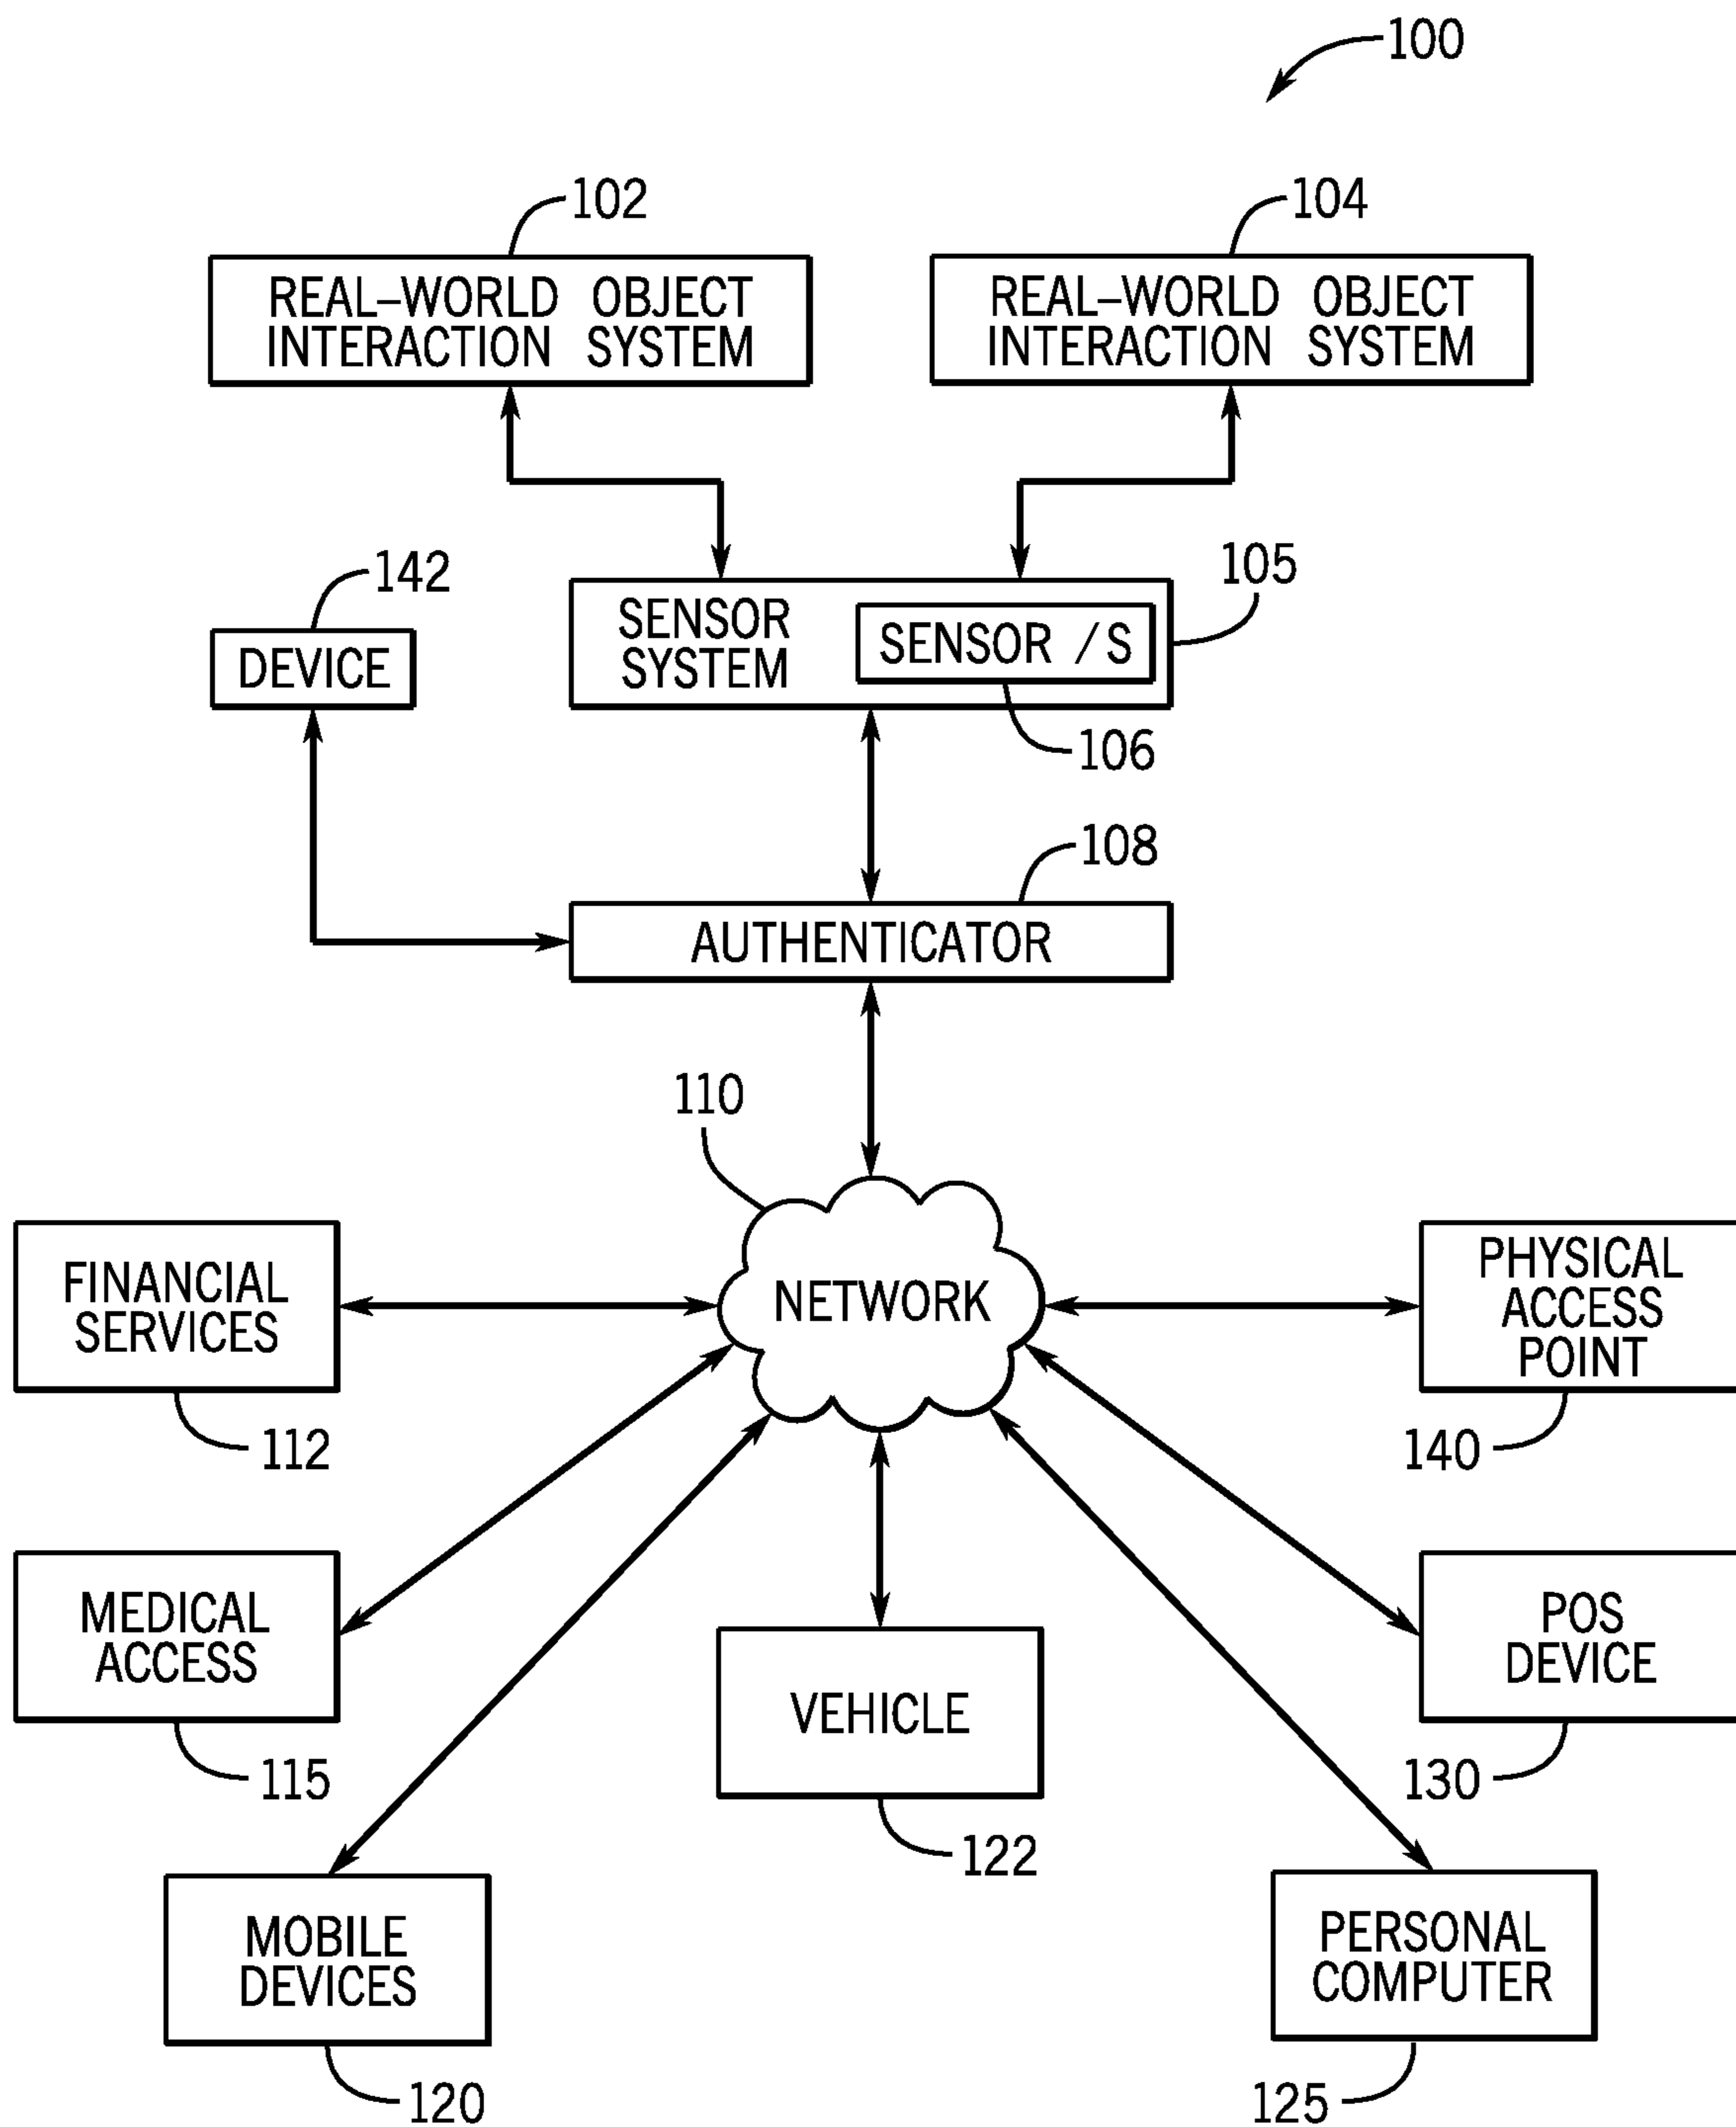 100
102
104
REAL-WORLD OBJECT
INTERACTION SYSTEM
REAL-WORLD OBJECT
INTERACTION SYSTEM
142
105
DEVICE
SENSOR
SYSTEM
SENSOR /S
106
108
AUTHENTICATOR
110
NETWORK
FINANCIAL
SERVICES
112
PHYSICAL
ACCESS
POINT
140
MEDICAL
ACCESS
115
VEHICLE
122
POS
DEVICE
130
MOBILE
DEVICES
120
PERSONAL
COMPUTER
125